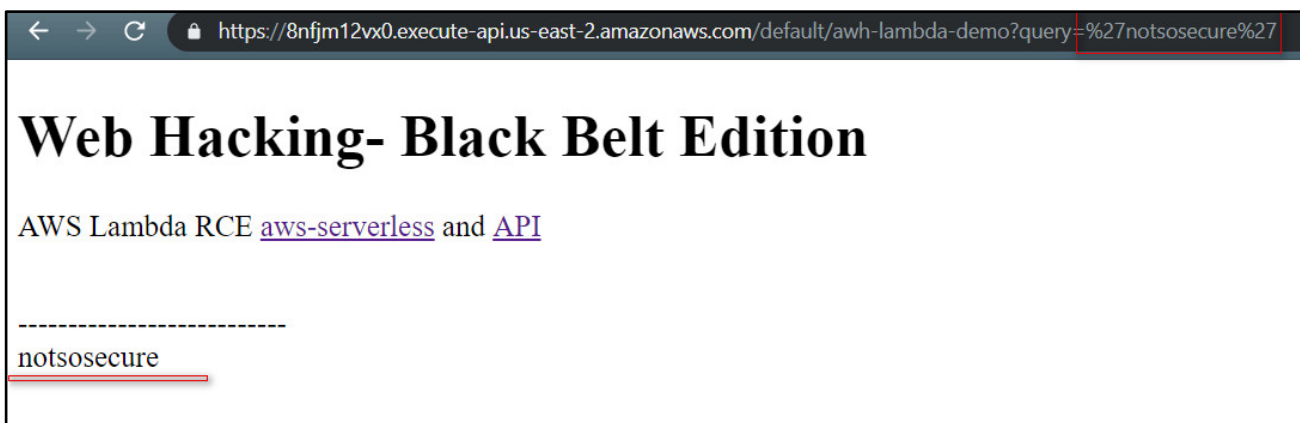 https://8nfjm12vx0.execute-api.us-east-2.amazonaws.com/default/awh-lambda-demo?query=%27notsosecure%27
Web Hacking- Black Belt Edition
AWS Lambda RCE aws-serverless and API
---------------------------
notsosecure